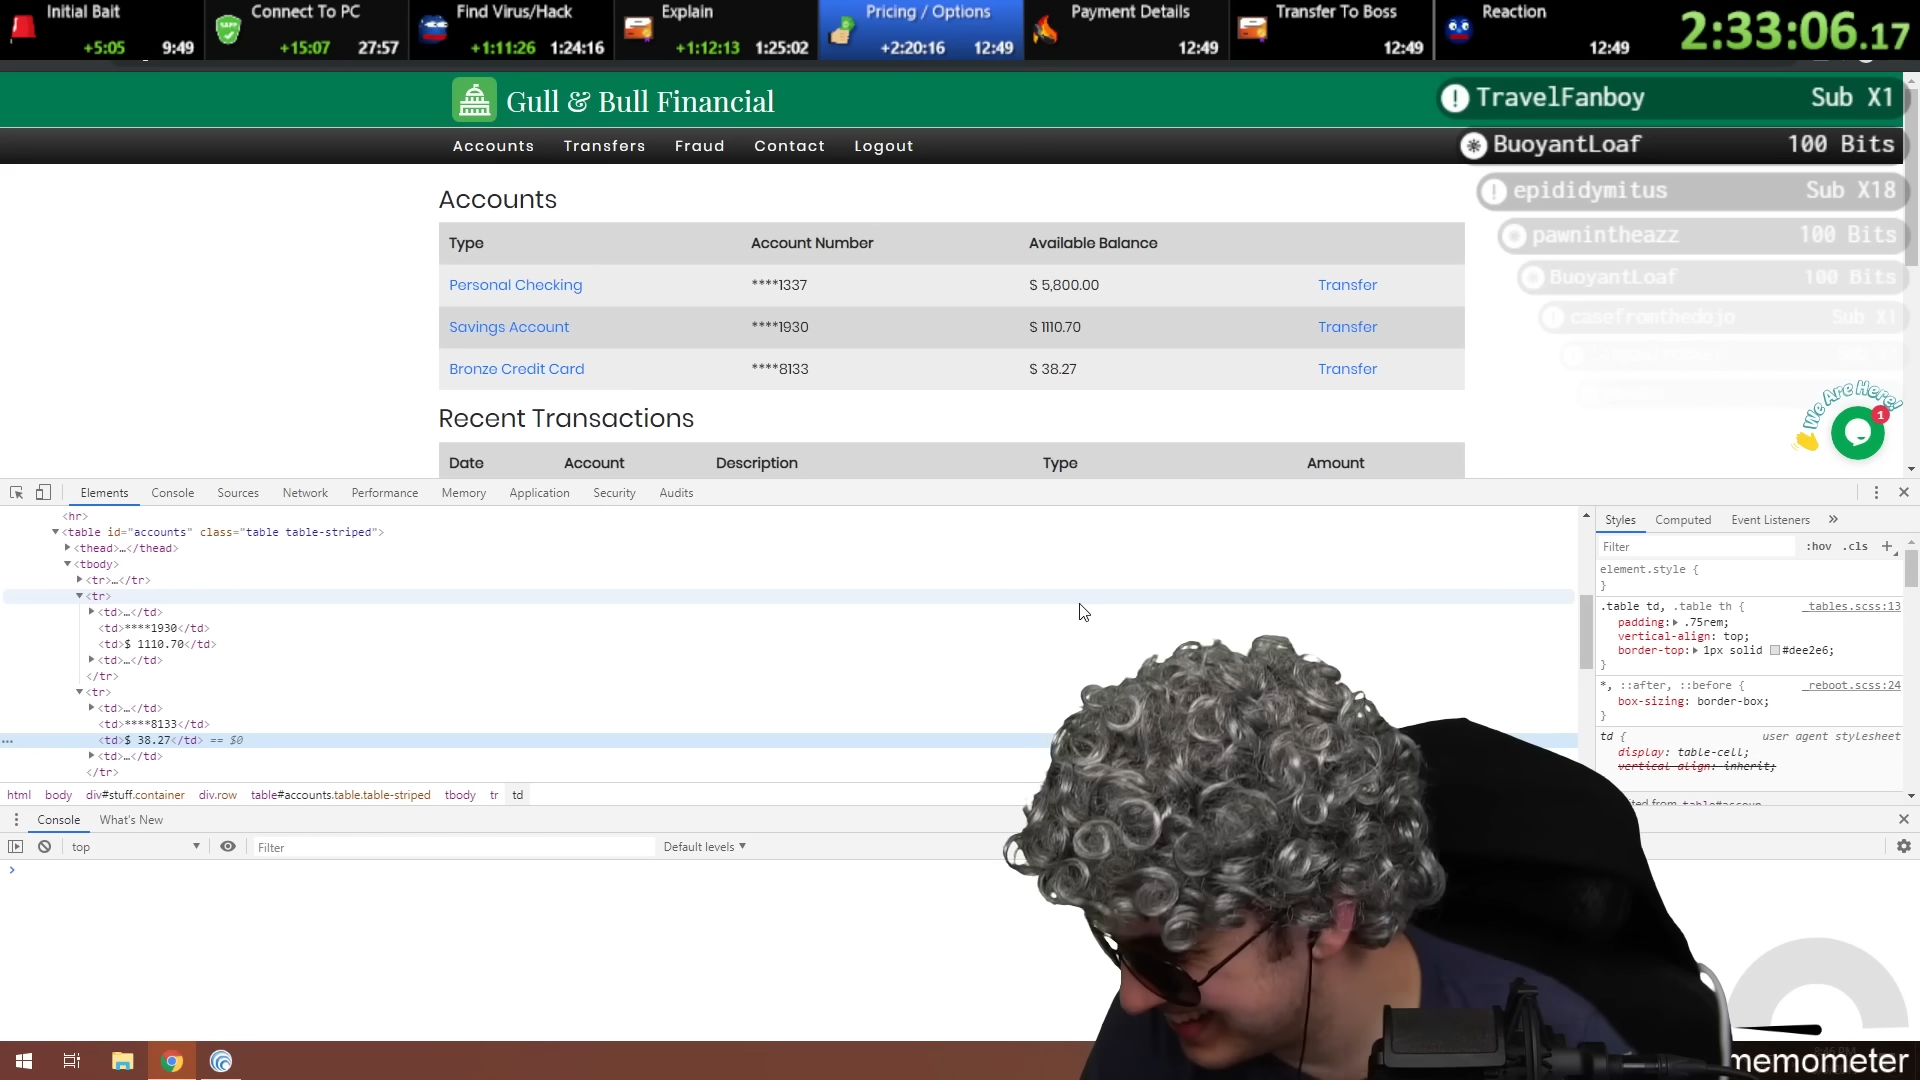 Initial Bait
+5:05 9:49
Connect To PC
+15:07 27:57
Find Virus/Hack
+1:11:26 1:24:16
Explain
+1:12:13 1:25:02
Pricing / Options
+2:20:16 12:49
Payment Details
12:49
Transfer To Boss
12:49
Reaction
12:49
2:33:06.17
Gull & Bull Financial
Accounts Transfers Fraud Contact Logout
TravelFanboy Sub X1
BuoyantLoaf 100 Bits
epididymitus Sub X18
pawnintheazz 100 Bits
BuoyantLoaf 100 Bits
casefromthedojo Sub X1
Accounts
Type Account Number Available Balance
Personal Checking ****1337 $ 5,800.00 Transfer
Savings Account ****1930 $ 1110.70 Transfer
Bronze Credit Card ****8133 $ 38.27 Transfer
Recent Transactions
Date Account Description Type Amount
We Are Here!
1
Elements Console Sources Network Performance Memory Application Security Audits
<hr>
<table id="accounts" class="table table-striped">
<thead>…</thead>
<tbody>
<tr>…</tr>
<tr>
<td>…</td>
<td>****1930</td>
<td>$ 1110.70</td>
<td>…</td>
</tr>
<tr>
<td>…</td>
<td>****8133</td>
<td>$ 38.27</td> == $0
<td>…</td>
</tr>
html body div#stuff.container div.row table#accounts.table.table-striped tbody tr td
Styles Computed Event Listeners »
Filter :hov .cls +
element.style {
}
.table td, .table th { _tables.scss:13
padding: .75rem;
vertical-align: top;
border-top: 1px solid #dee2e6;
}
*, ::after, ::before { _reboot.scss:24
box-sizing: border-box;
}
td { user agent stylesheet
display: table-cell;
vertical-align: inherit;
Console What's New
top Filter Default levels
memometer